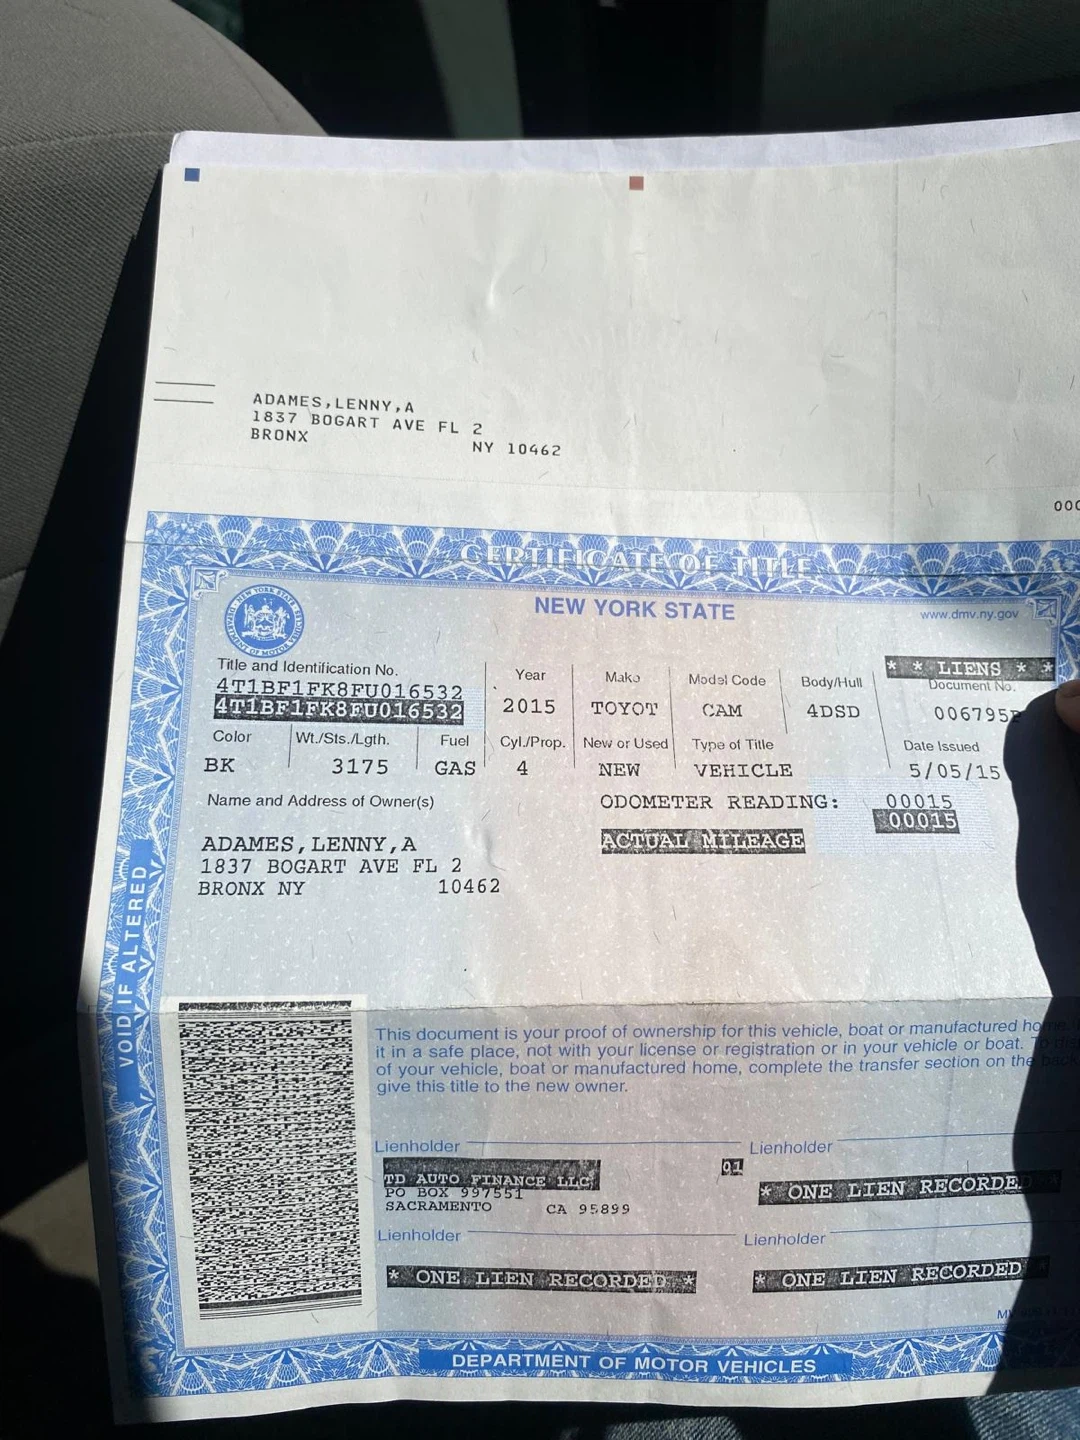 ADAMES,LENNY,A
1837 BOGART AVE FL 2
BRONX NY 10462
000
CERTIFICATE OF TITLE
NEW YORK STATE
www.dmv.ny.gov
* * LIENS * *
Title and Identification No. Year Make Model Code Body/Hull Document No.
4T1BF1FK8FU016532
4T1BF1FK8FU016532 2015 TOYOT CAM 4DSD 006795
Color Wt./Sts./Lgth. Fuel Cyl./Prop. New or Used Type of Title Date Issued
BK 3175 GAS 4 NEW VEHICLE 5/05/15
Name and Address of Owner(s) ODOMETER READING: 00015
00015
ACTUAL MILEAGE
ADAMES,LENNY,A
1837 BOGART AVE FL 2
BRONX NY 10462
VOID IF ALTERED
This document is your proof of ownership for this vehicle, boat or manufactured home.
it in a safe place, not with your license or registration or in your vehicle or boat. To
of your vehicle, boat or manufactured home, complete the transfer section on the back
give this title to the new owner.
Lienholder Lienholder
TD AUTO FINANCE LLC 01
PO BOX 997551
SACRAMENTO CA 95899
* ONE LIEN RECORDED *
Lienholder Lienholder
* ONE LIEN RECORDED * * ONE LIEN RECORDED *
DEPARTMENT OF MOTOR VEHICLES